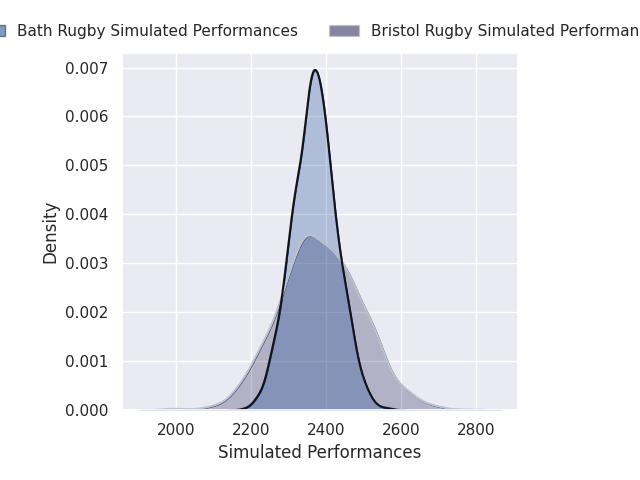 Bath Rugby Simulated Performances
Bristol Rugby Simulated
0.007
0.006
0.005
0.004
0.003
0.002
0.001
0.000
Density
2000 2200 2400 2600 2800
Simulated Performances